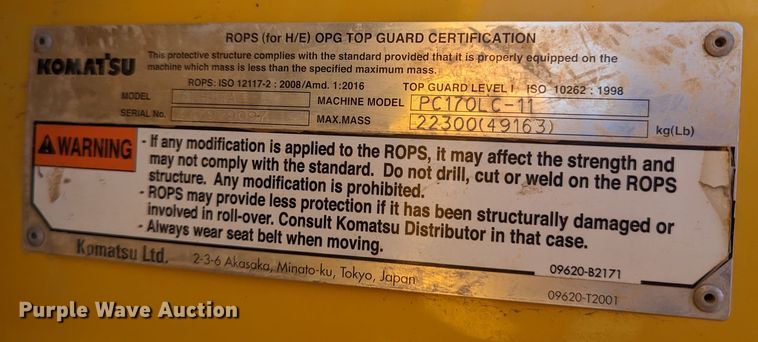 ROPS (for H/E) OPG TOP GUARD CERTIFICATION
KOMATSU
This protective structure complies with the standard provided that it is properly equipped on the
machine which mass is less than the specified maximum mass.
ROPS: ISO 12117-2 : 2008/Amd. 1:2016 TOP GUARD LEVEL I ISO 10262 : 1998
MODEL MACHINE MODEL PC170LC-11
SERIAL No. MAX.MASS 22300(49163) kg(Lb)
WARNING
- If any modification is applied to the ROPS, it may affect the strength and
may not comply with the standard. Do not drill, cut or weld on the ROPS
structure. Any modification is prohibited.
- ROPS may provide less protection if it has been structurally damaged or
involved in roll-over. Consult Komatsu Distributor in that case.
- Always wear seat belt when moving.
09620-B2171
Komatsu Ltd. 2-3-6 Akasaka, Minato-ku, Tokyo, Japan
09620-T2001
Purple Wave Auction